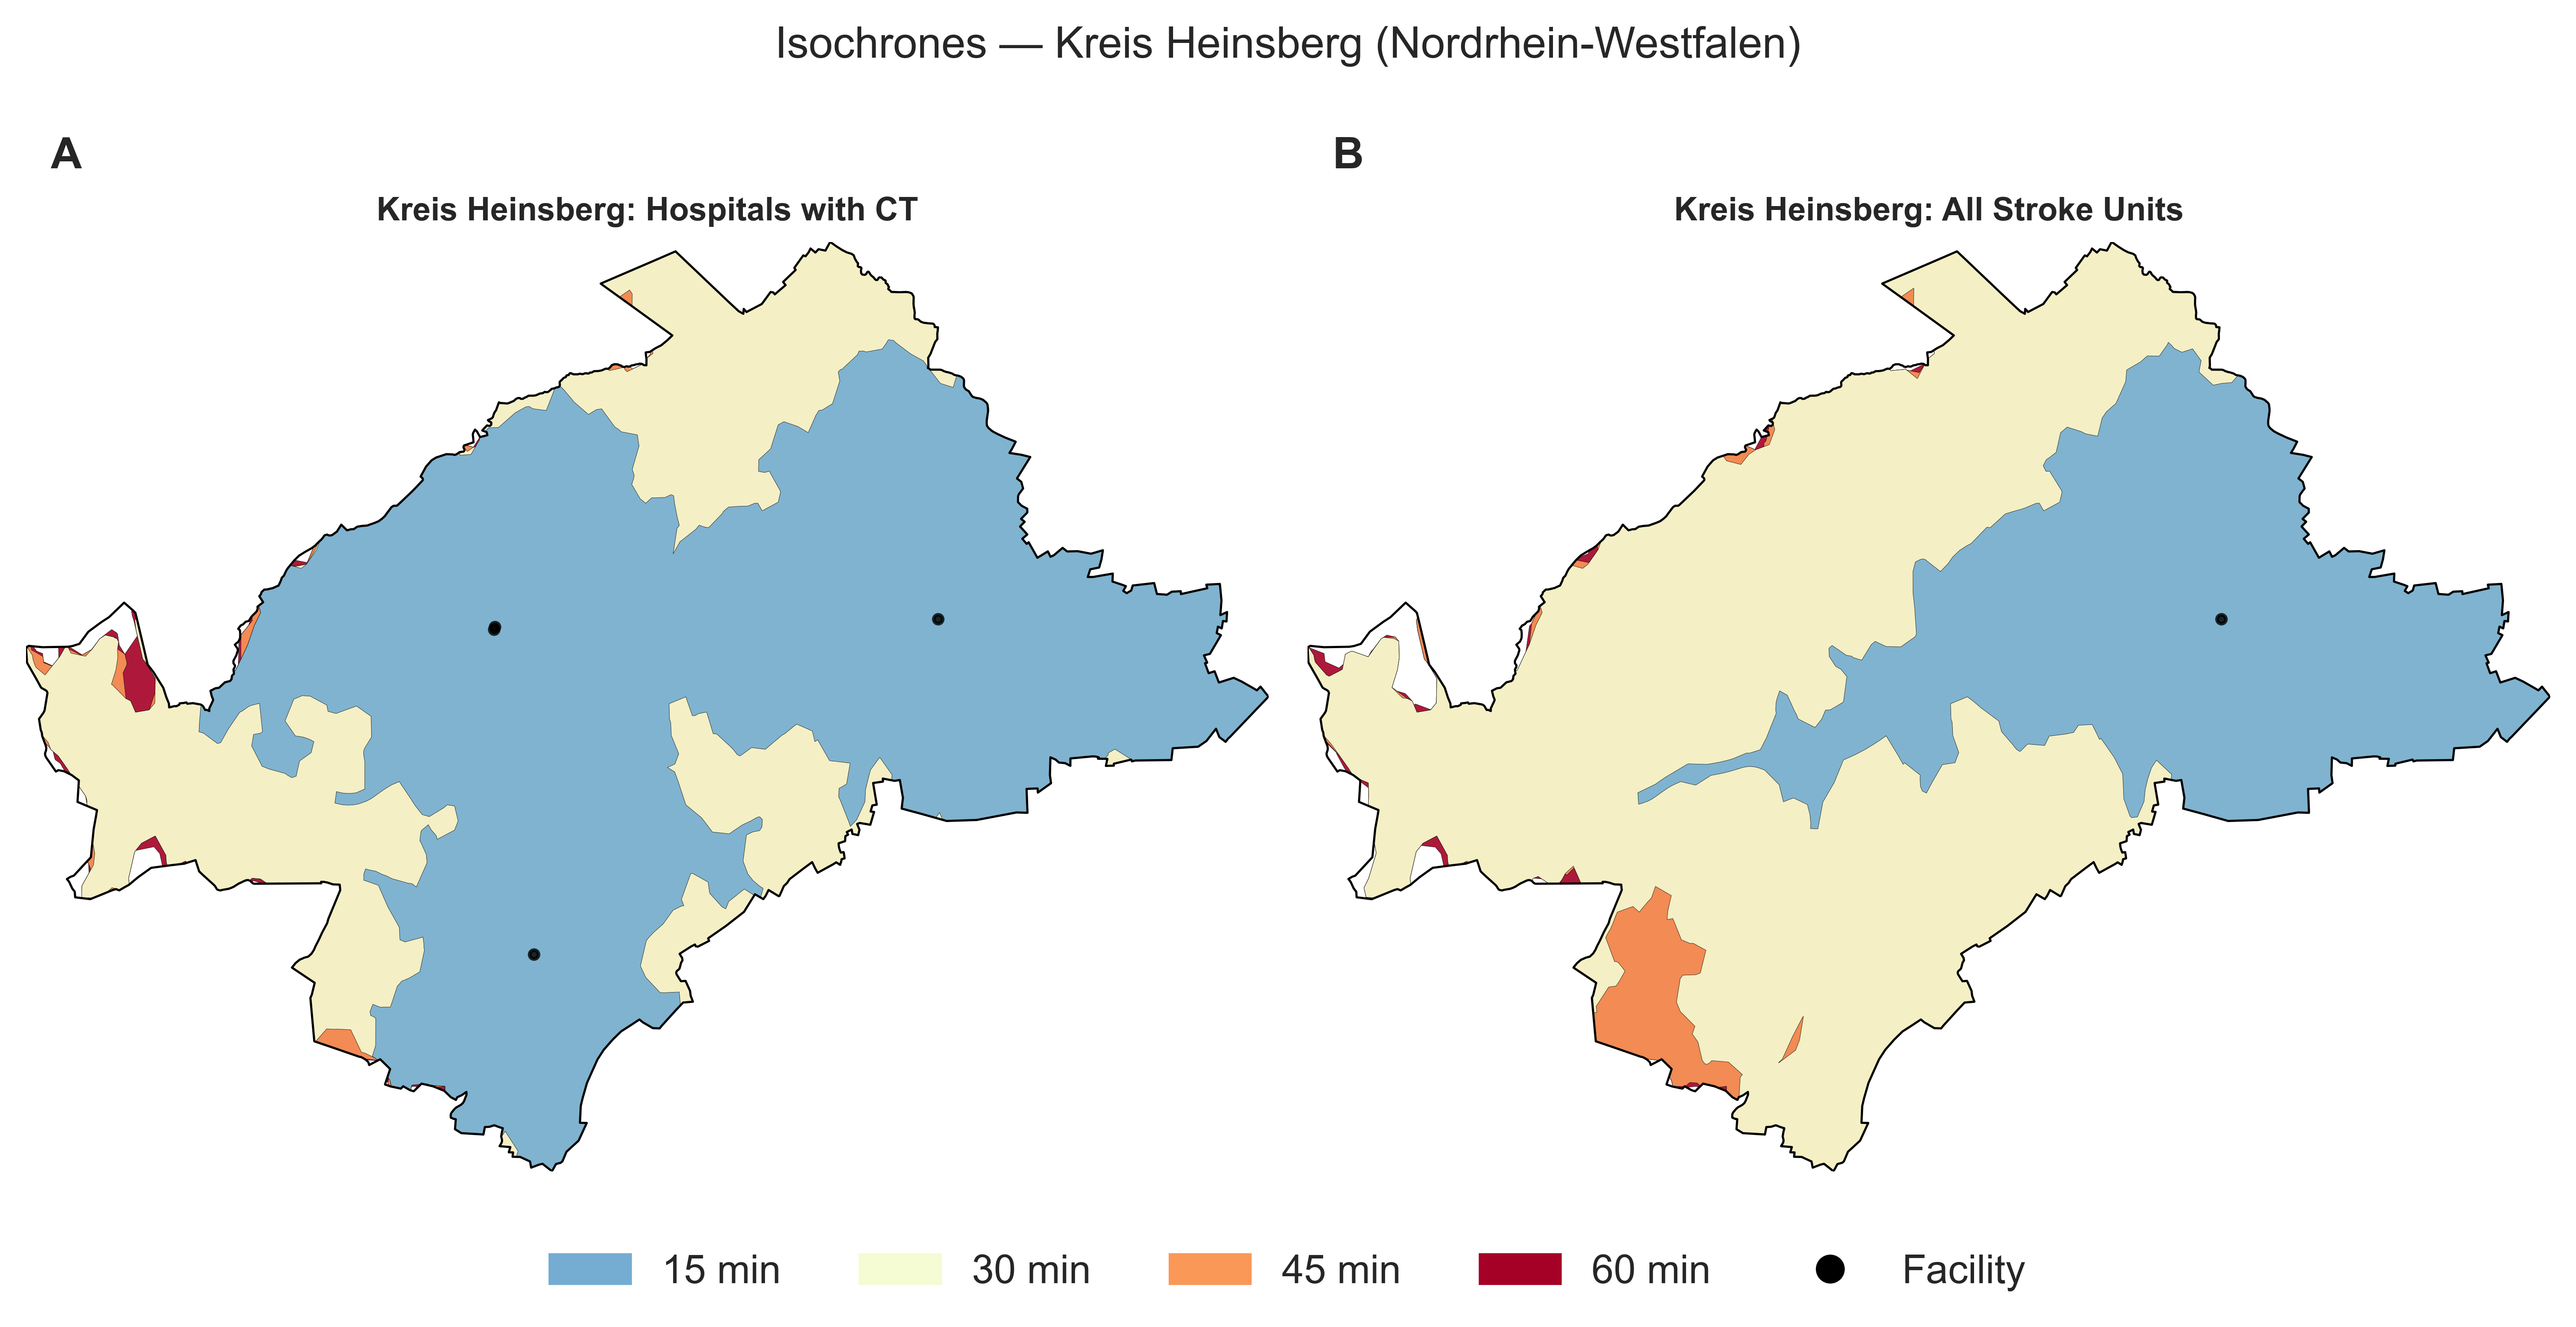 Isochrones — Kreis Heinsberg (Nordrhein-Westfalen)
A
B
Kreis Heinsberg: Hospitals with CT
Kreis Heinsberg: All Stroke Units
15 min
30 min
45 min
60 min
Facility